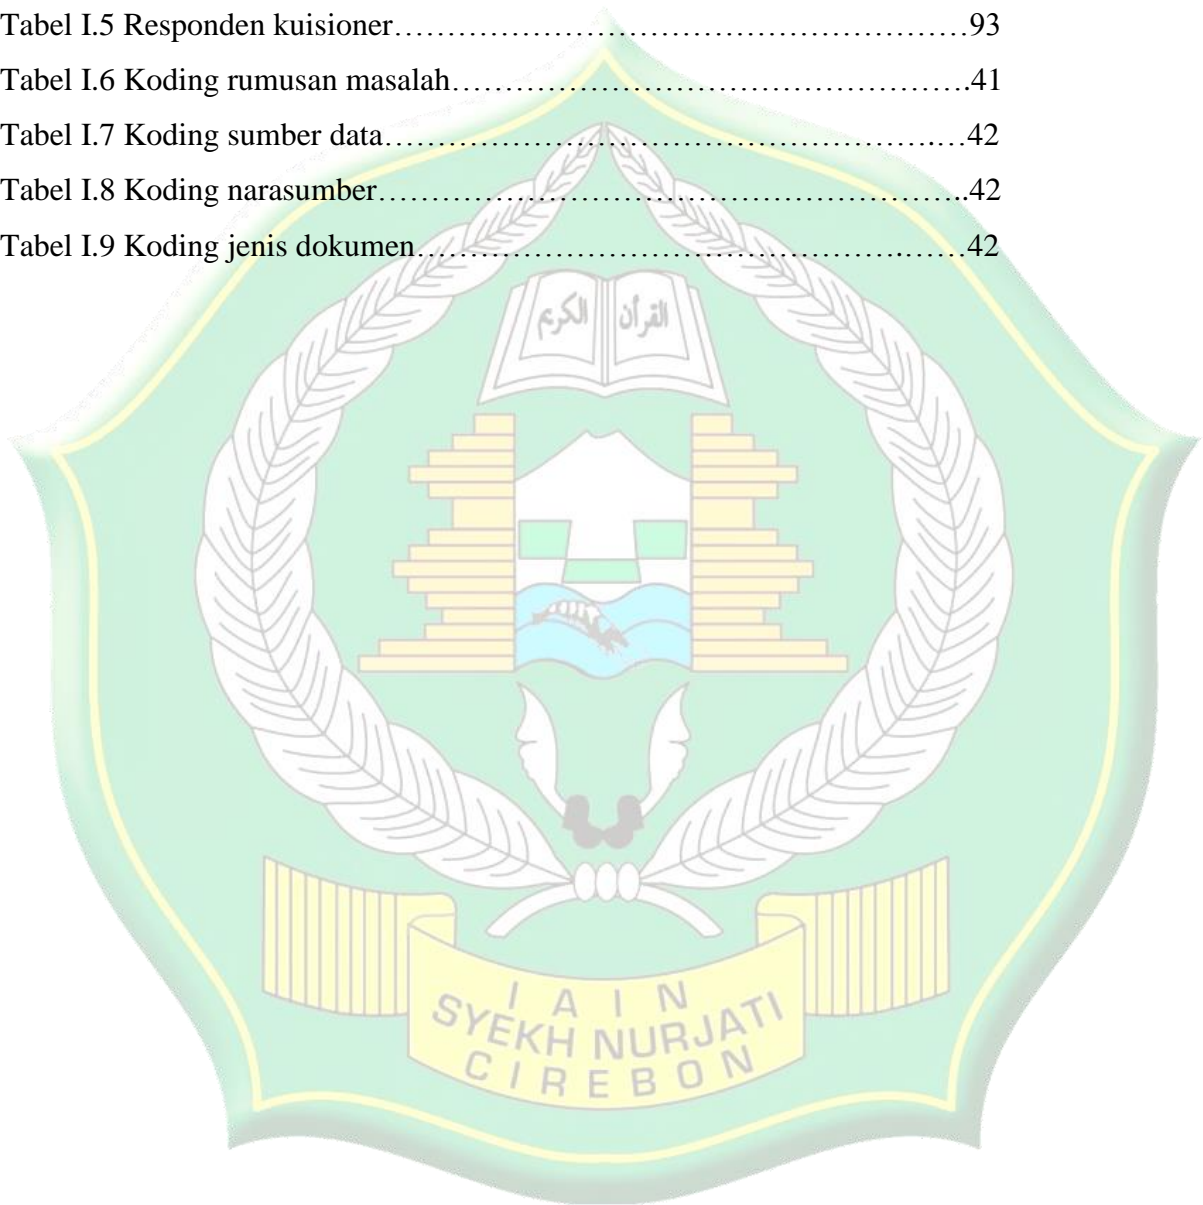 Tabel I.5 Responden kuisioner……………………………………………………93
Tabel I.6 Koding rumusan masalah…………………………………………….41
Tabel I.7 Koding sumber data……………………………………………….…42
Tabel I.8 Koding narasumber…………………………………………………..42
Tabel I.9 Koding jenis dokumen………………………………………….……42
القرأن الكريم
I A I N
SYEKH NURJATI
CIREBON